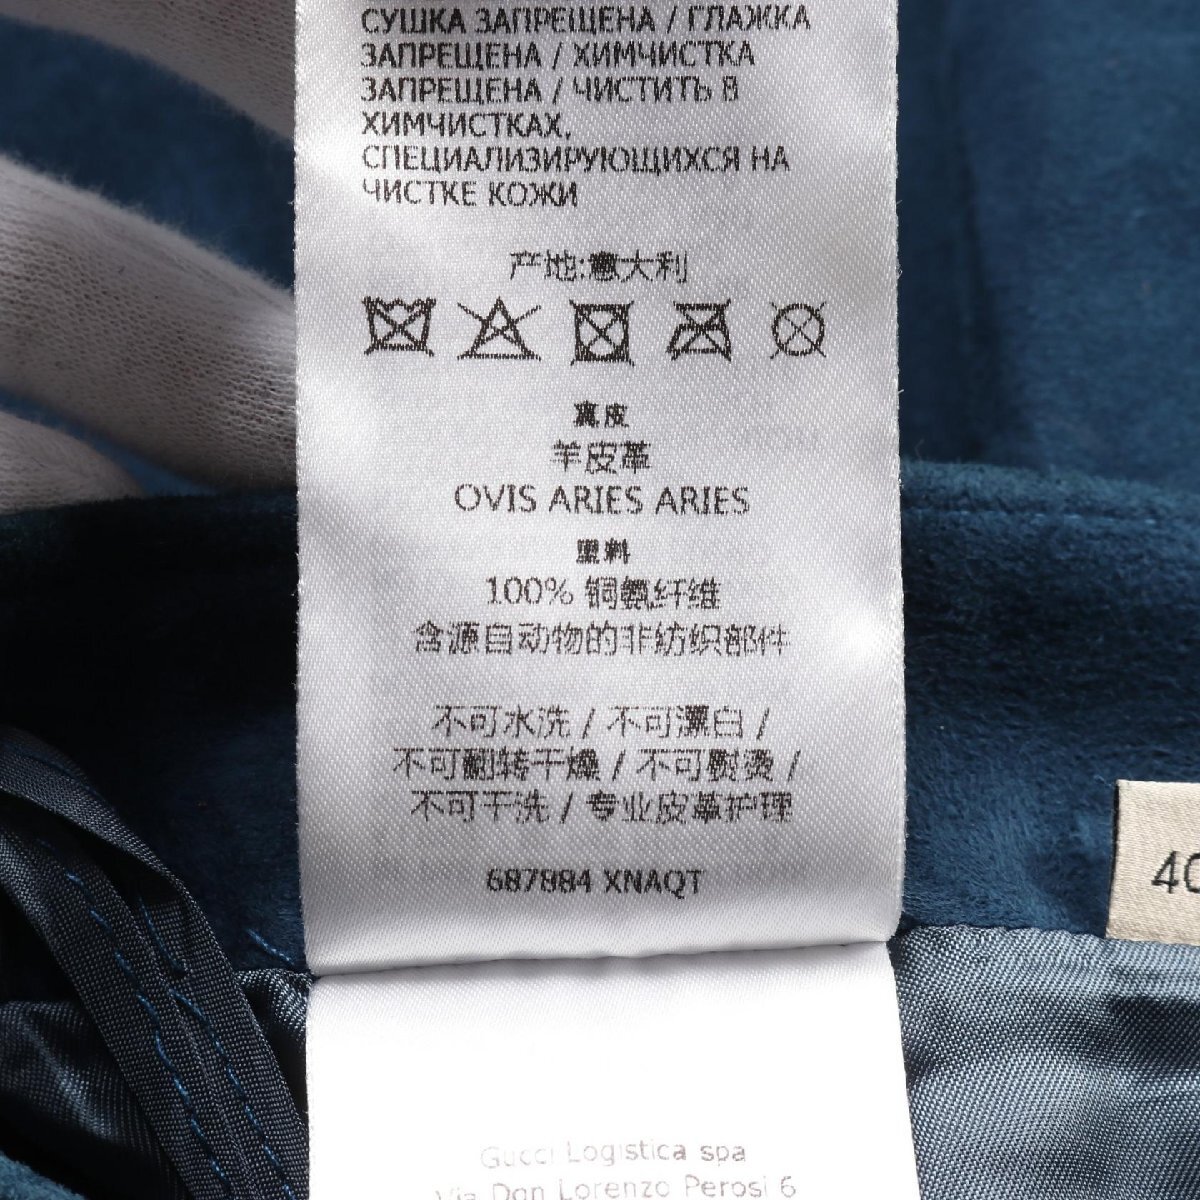 СУШКА ЗАПРЕЩЕНА / ГЛАЖКА
ЗАПРЕЩЕНА / ХИМЧИСТКА
ЗАПРЕЩЕНА / ЧИСТИТЬ В
ХИМЧИСТКАХ,
СПЕЦИАЛИЗИРУЮЩИХСЯ НА
ЧИСТКЕ КОЖИ
产地:意大利
真皮
羊皮革
OVIS ARIES ARIES
里料
100% 铜氨纤维
含源自动物的非纺织部件
不可水洗 / 不可漂白 /
不可翻转干燥 / 不可熨烫 /
不可干洗 / 专业皮革护理
687884 XNAQT
40
Gucci Logistica spa
Via Don Lorenzo Perosi 6